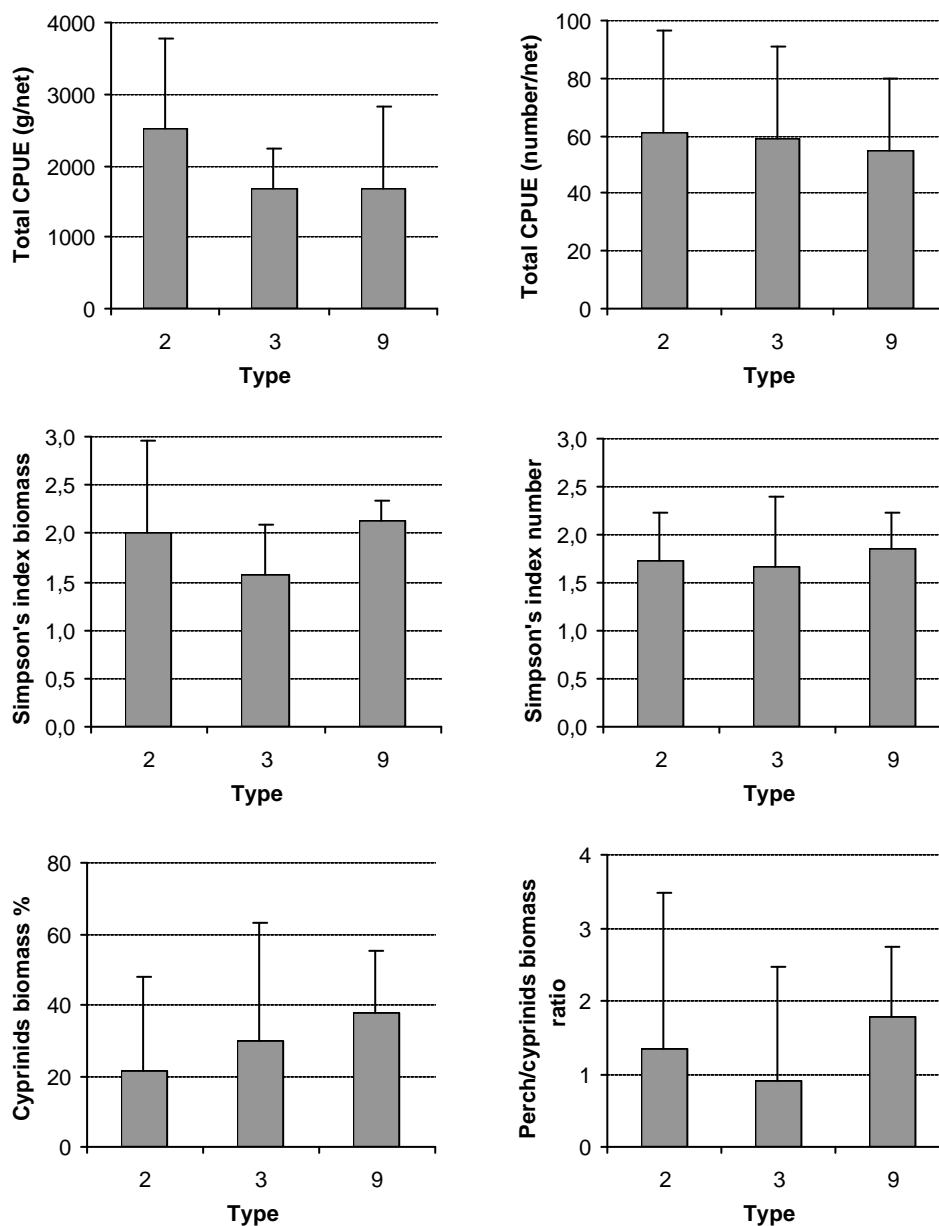 Total CPUE (g/net)
4000
3000
2000
1000
0
2 3 9
Type
Total CPUE (number/net)
100
80
60
40
20
0
2 3 9
Type
Simpson's index biomass
3,0
2,5
2,0
1,5
1,0
0,5
0,0
2 3 9
Type
Simpson's index number
3,0
2,5
2,0
1,5
1,0
0,5
0,0
2 3 9
Type
Cyprinids biomass %
80
60
40
20
0
2 3 9
Type
Perch/cyprinids biomass
ratio
4
3
2
1
0
2 3 9
Type